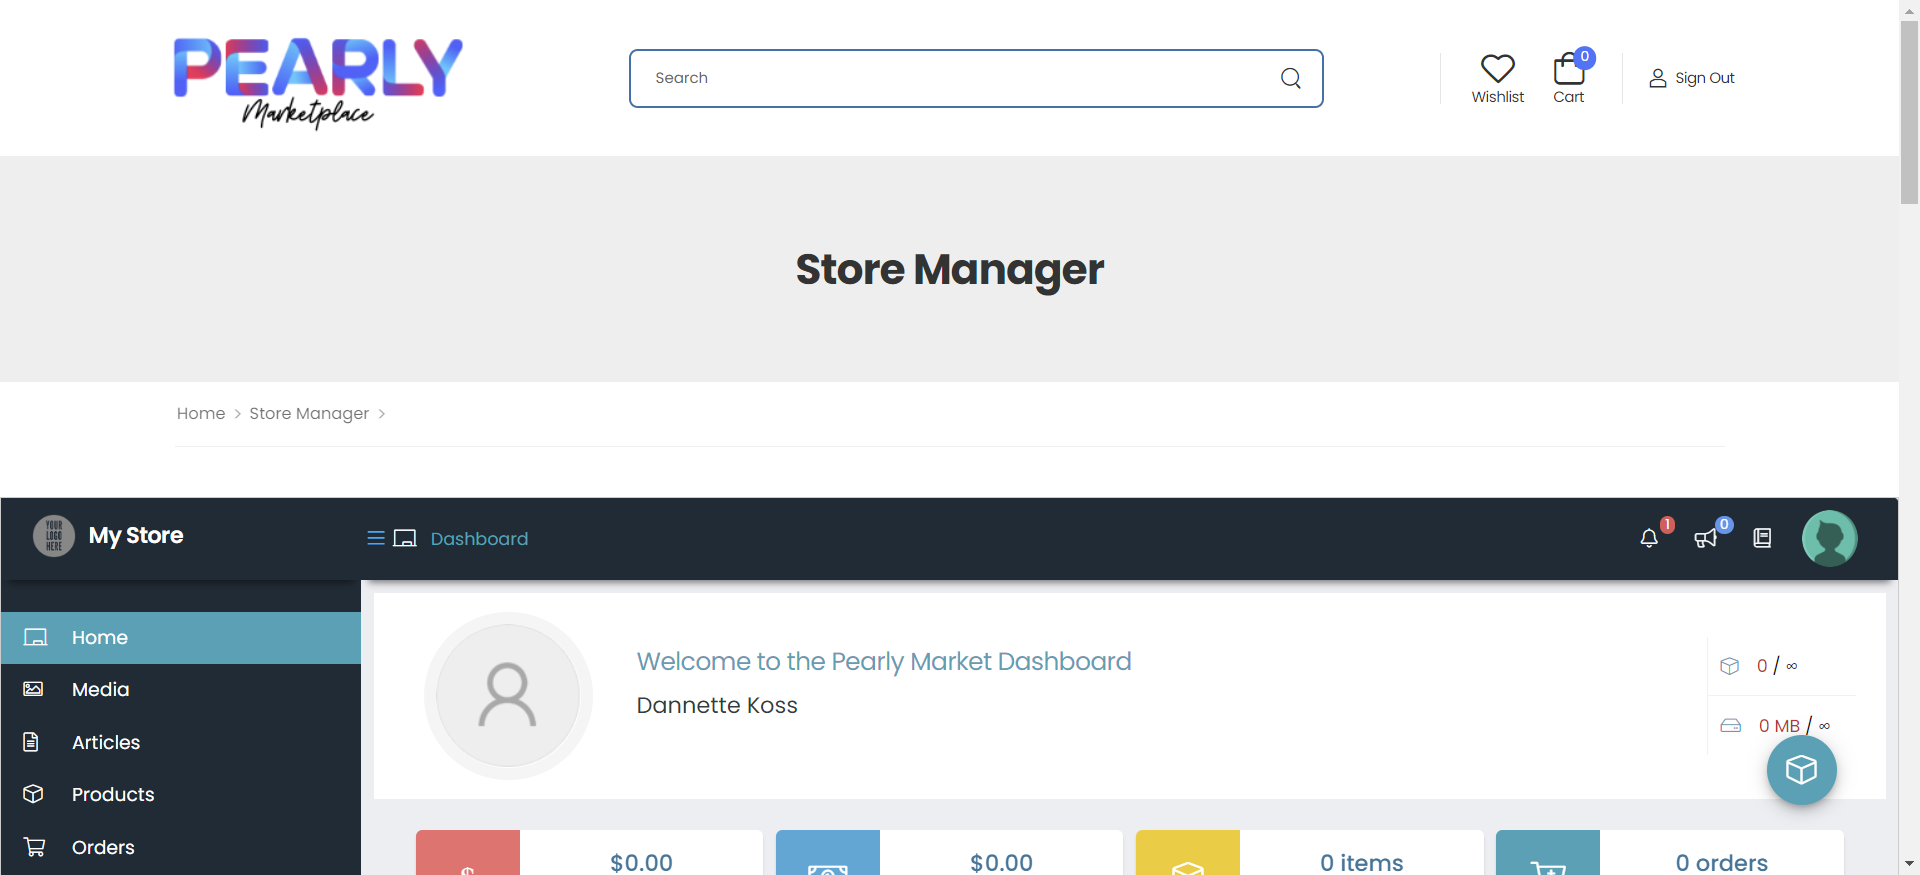 PEARLY
Marketplace
Search
Wishlist
0
Cart
Sign Out
Store Manager
Home > Store Manager >
YOUR
LOGO
HERE
My Store
Dashboard
1
0
Home
Media
Articles
Products
Orders
Welcome to the Pearly Market Dashboard
Dannette Koss
0 / ∞
0 MB / ∞
$0.00
$0.00
0 items
0 orders